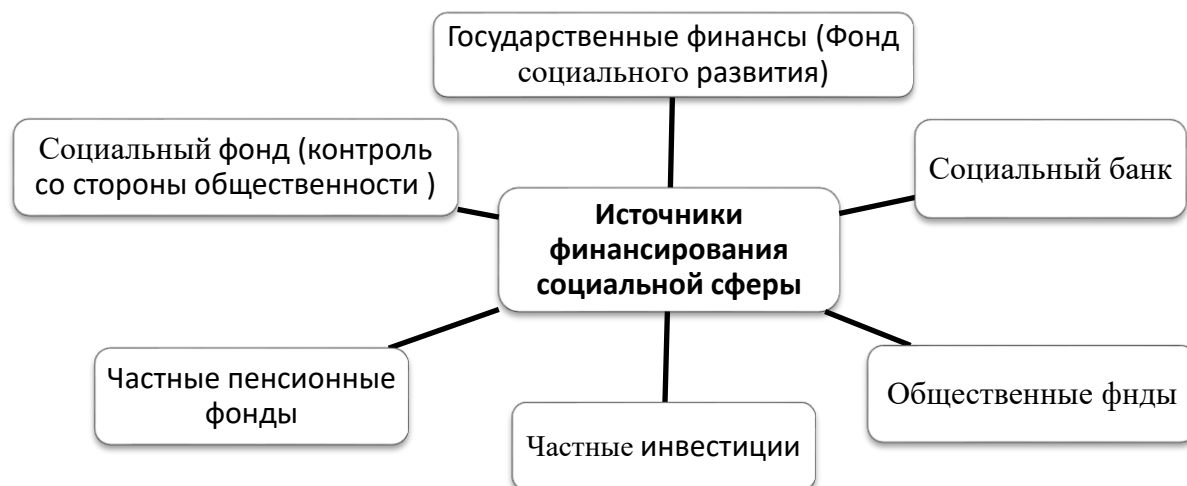 Государственные финансы (Фонд
социального развития)
Социальный фонд (контроль
со стороны общественности )
Социальный банк
Источники
финансирования
социальной сферы
Частные пенсионные
фонды
Общественные фнды
Частные инвестиции